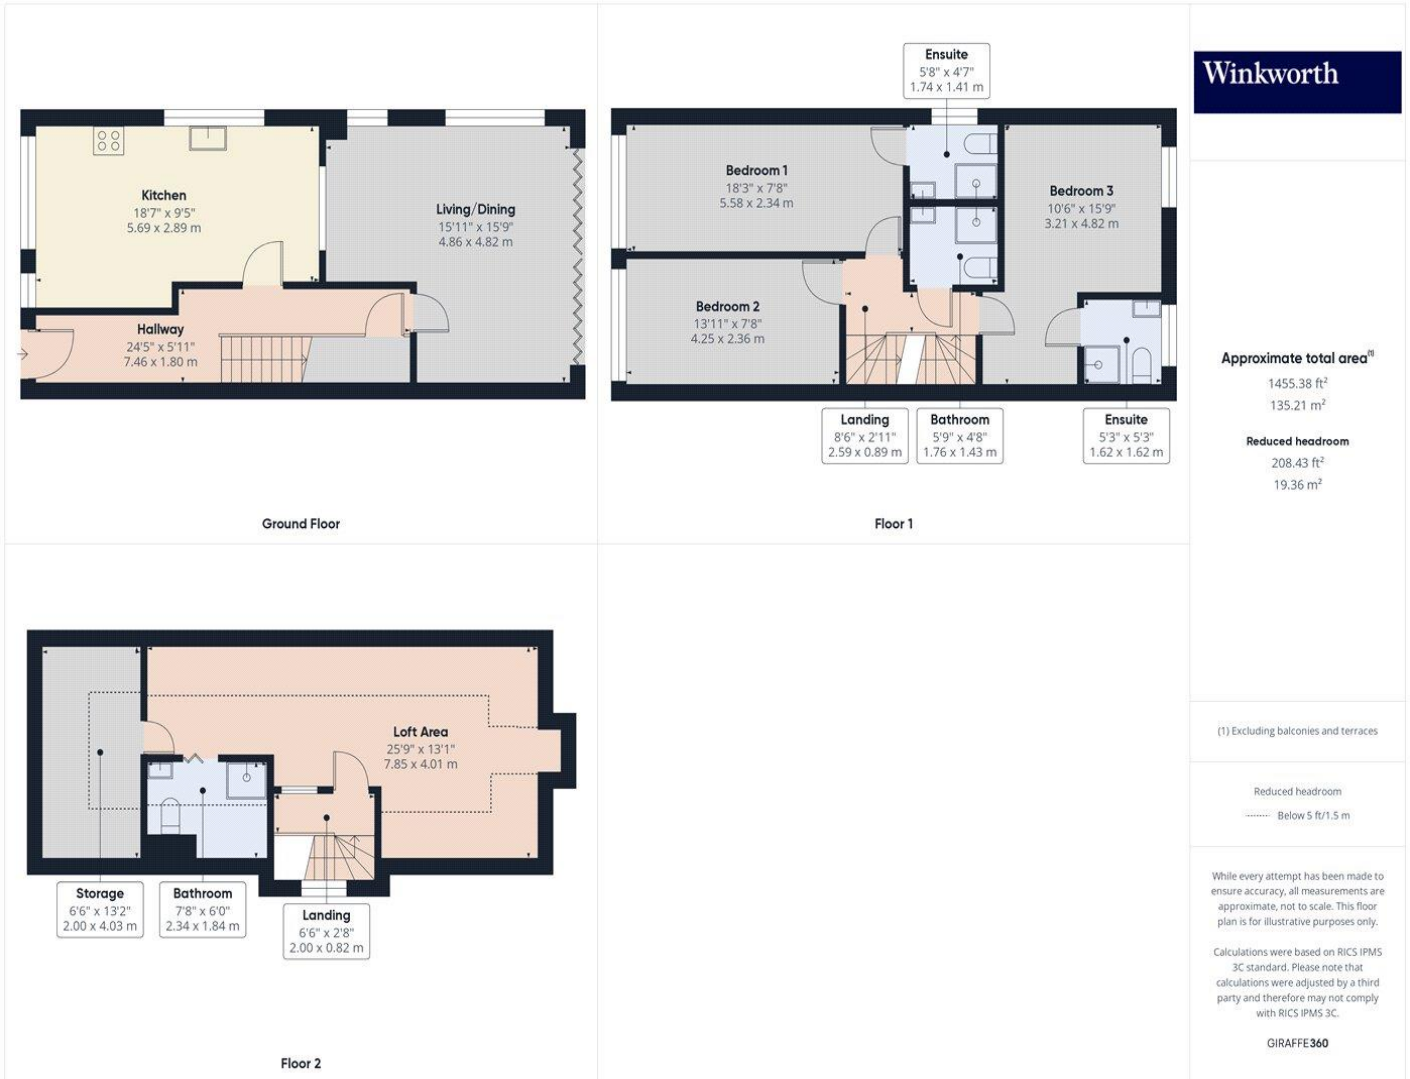 Kitchen
18'7" x 9'5"
5.69 x 2.89 m
Living/Dining
15'11" x 15'9"
4.86 x 4.82 m
Hallway
24'5" x 5'11"
7.46 x 1.80 m
Ground Floor
Ensuite
5'8" x 4'7"
1.74 x 1.41 m
Bedroom 1
18'3" x 7'8"
5.58 x 2.34 m
Bedroom 3
10'6" x 15'9"
3.21 x 4.82 m
Bedroom 2
13'11" x 7'8"
4.25 x 2.36 m
Landing
8'6" x 2'11"
2.59 x 0.89 m
Bathroom
5'9" x 4'8"
1.76 x 1.43 m
Ensuite
5'3" x 5'3"
1.62 x 1.62 m
Floor 1
Loft Area
25'9" x 13'1"
7.85 x 4.01 m
Storage
6'6" x 13'2"
2.00 x 4.03 m
Bathroom
7'8" x 6'0"
2.34 x 1.84 m
Landing
6'6" x 2'8"
2.00 x 0.82 m
Floor 2
Winkworth
Approximate total area(1)
1455.38 ft²
135.21 m²
Reduced headroom
208.43 ft²
19.36 m²
(1) Excluding balconies and terraces
Reduced headroom
Below 5 ft/1.5 m
While every attempt has been made to
ensure accuracy, all measurements are
approximate, not to scale. This floor
plan is for illustrative purposes only.
Calculations were based on RICS IPMS
3C standard. Please note that
calculations were adjusted by a third
party and therefore may not comply
with RICS IPMS 3C.
GIRAFFE360